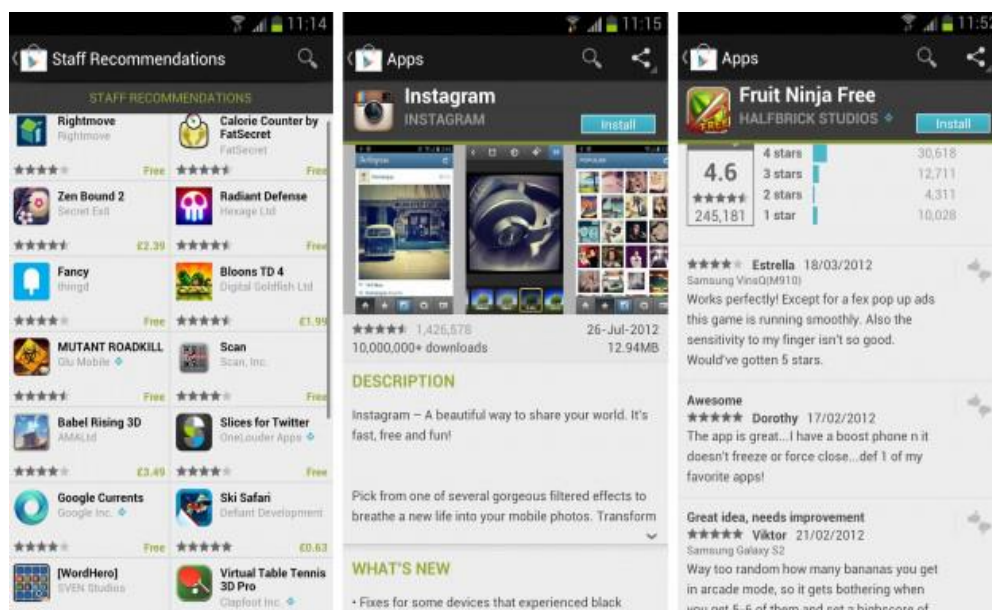 11:14
Staff Recommendations
STAFF RECOMMENDATIONS
Rightmove
Rightmove
Free
Calorie Counter by
FatSecret
FatSecret
Free
Zen Bound 2
Secret Exit
£2.39
Radiant Defense
Hexage Ltd
Free
Fancy
thingd
Free
Bloons TD 4
Digital Goldfish Ltd
£1.99
MUTANT ROADKILL
Glu Mobile
Free
Scan
Scan, Inc.
Free
Babel Rising 3D
AMALtd
£3.49
Slices for Twitter
OneLouder Apps
Free
Google Currents
Google Inc.
Free
Ski Safari
Defiant Development
£0.63
[WordHero]
SVEN Studios
Virtual Table Tennis
3D Pro
Clapfoot Inc.
11:15
Apps
Instagram
INSTAGRAM
Install
1,426,578
26-Jul-2012
10,000,000+ downloads
12.94MB
DESCRIPTION
Instagram – A beautiful way to share your world. It's
fast, free and fun!
Pick from one of several gorgeous filtered effects to
breathe a new life into your mobile photos. Transform
WHAT'S NEW
• Fixes for some devices that experienced black
11:52
Apps
Fruit Ninja Free
HALFBRICK STUDIOS
Install
FREE
4.6
245,181
4 stars 30,618
3 stars 12,711
2 stars 4,311
1 star 10,028
Estrella 18/03/2012
Samsung VinsQ(M910)
Works perfectly! Except for a fex pop up ads
this game is running smoothly. Also the
sensitivity to my finger isn't so good.
Would've gotten 5 stars.
Awesome
Dorothy 17/02/2012
The app is great...I have a boost phone n it
doesn't freeze or force close...def 1 of my
favorite apps!
Great idea, needs improvement
Viktor 21/02/2012
Samsung Galaxy S2
Way too random how many bananas you get
in arcade mode, so it gets bothering when
you get 5-6 of them and set a highscore of